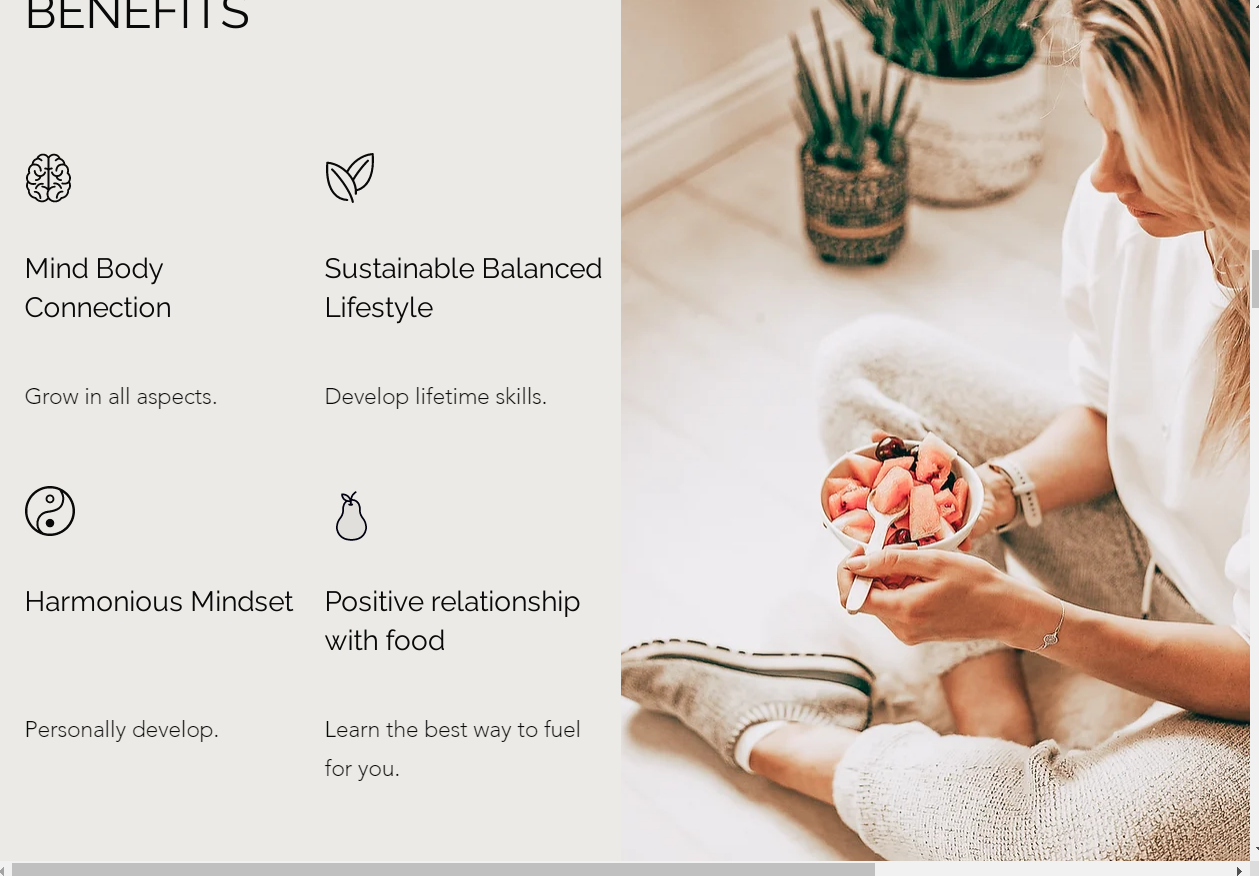 BENEFITS
Mind Body
Connection
Grow in all aspects.
Sustainable Balanced
Lifestyle
Develop lifetime skills.
Harmonious Mindset
Personally develop.
Positive relationship
with food
Learn the best way to fuel
for you.